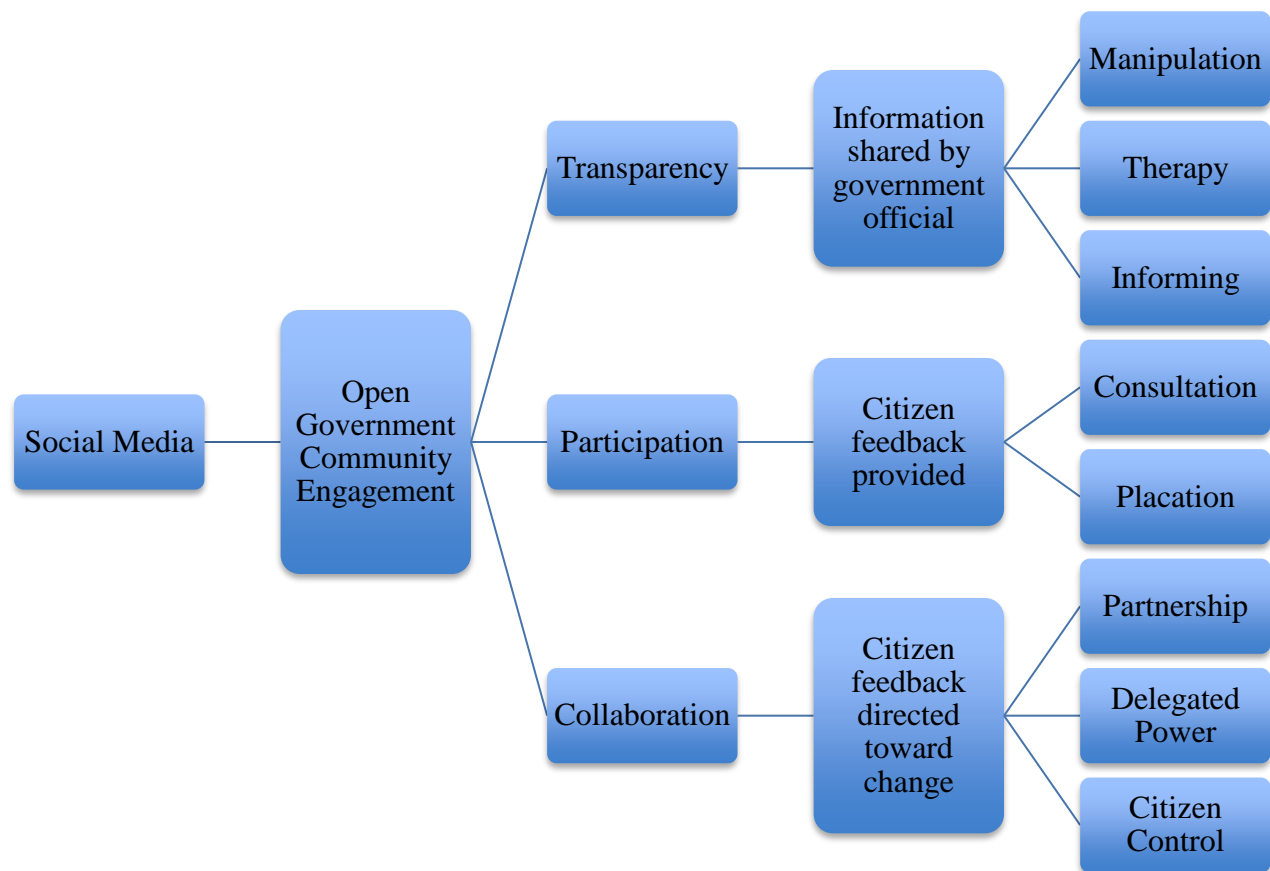 Social Media
Open
Government
Community
Engagement
Transparency
Information
shared by
government
official
Manipulation
Therapy
Informing
Participation
Citizen
feedback
provided
Consultation
Placation
Collaboration
Citizen
feedback
directed
toward
change
Partnership
Delegated
Power
Citizen
Control